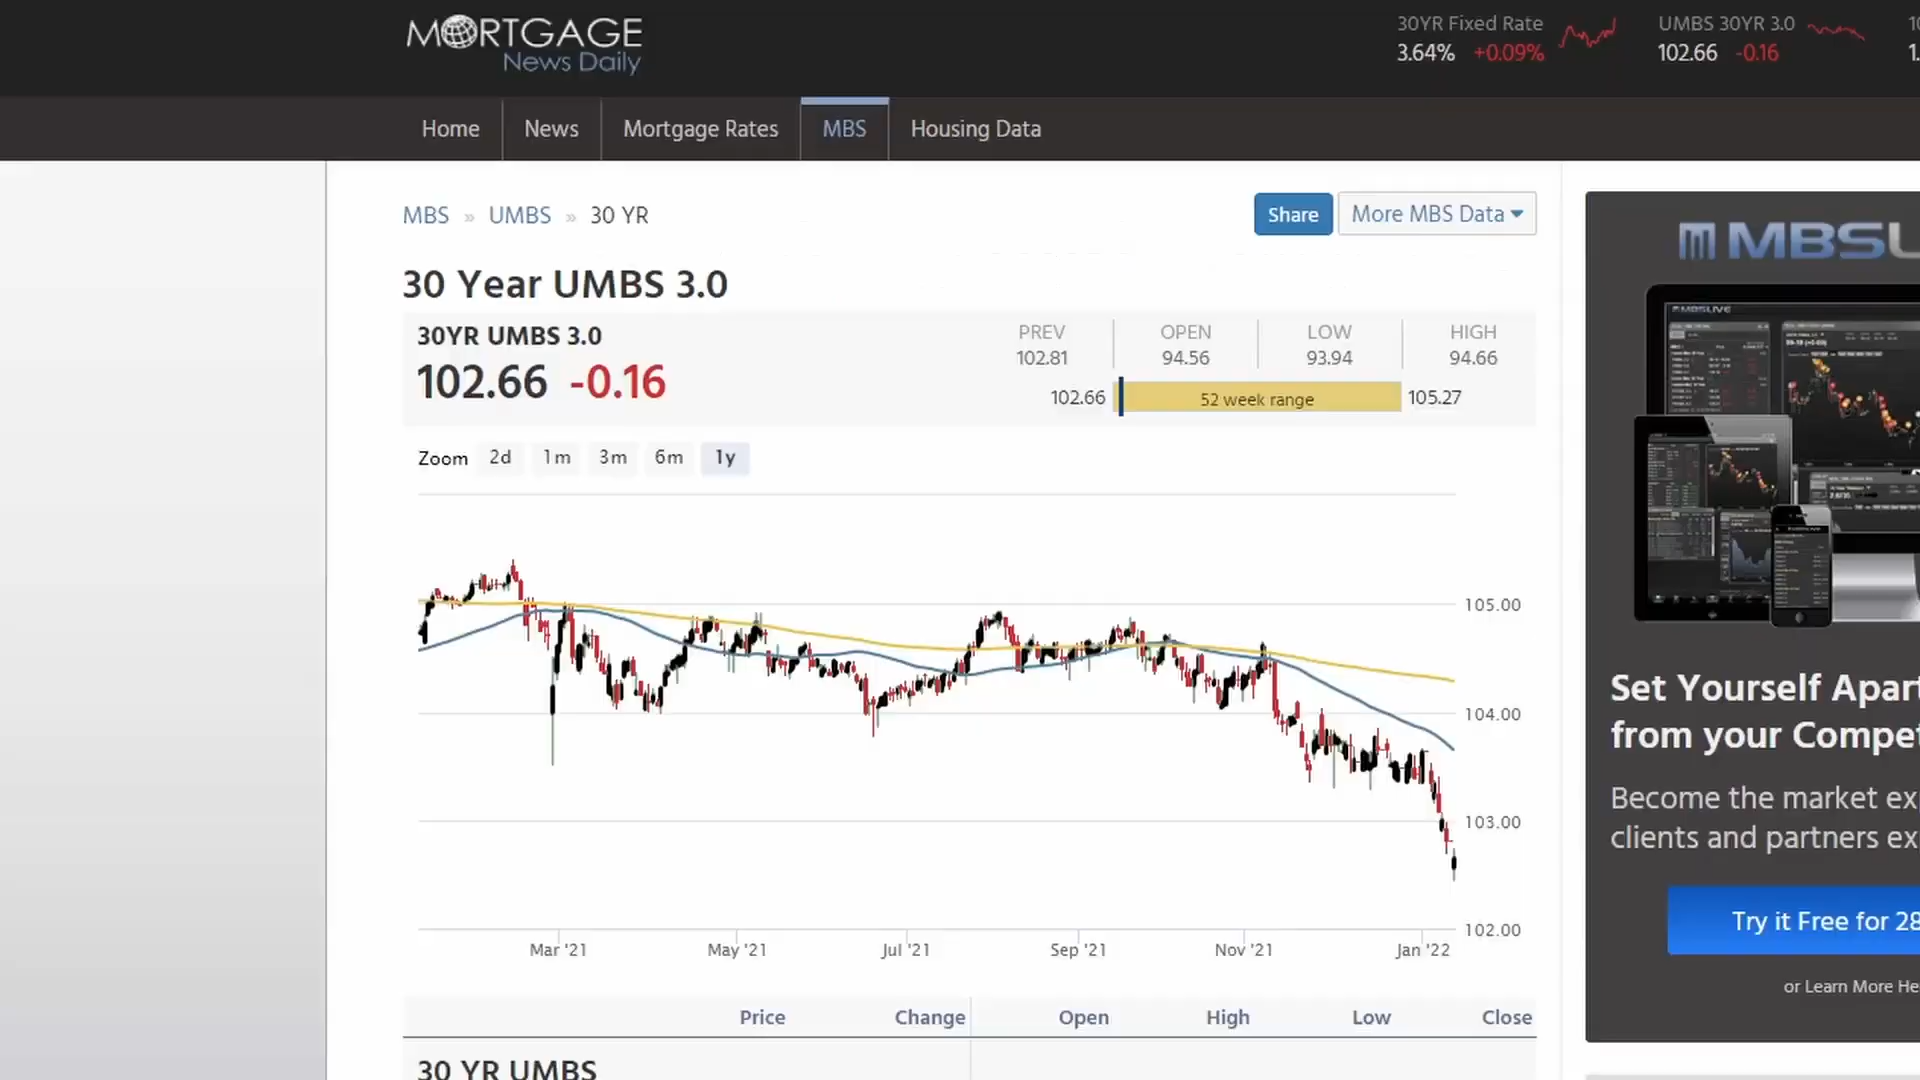 MORTGAGE
News Daily
30YR Fixed Rate
3.64% +0.09%
UMBS 30YR 3.0
102.66 -0.16
Home
News
Mortgage Rates
MBS
Housing Data
MBS » UMBS » 30 YR
Share
More MBS Data
30 Year UMBS 3.0
30YR UMBS 3.0
102.66 -0.16
PREV
102.81
OPEN
94.56
LOW
93.94
HIGH
94.66
102.66
52 week range
105.27
Zoom 2d 1m 3m 6m 1y
105.00
104.00
103.00
102.00
Mar '21
May '21
Jul '21
Sep '21
Nov '21
Jan '22
Price Change Open High Low Close
30 YR UMBS
MBSL
MBSLIVE
Set Yourself Apart
from your Compet
Become the market ex
clients and partners ex
Try it Free for 28
or Learn More He